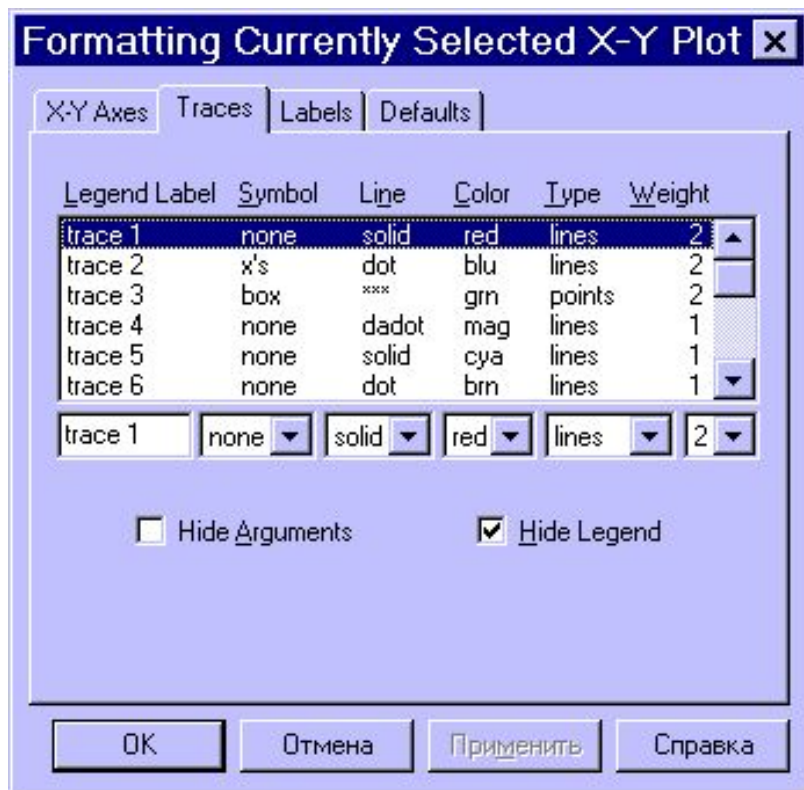 Formatting Currently Selected X-Y Plot
X-Y Axes Traces Labels Defaults
Legend Label Symbol Line Color Type Weight
trace 1 none solid red lines 2
trace 2 x's dot blu lines 2
trace 3 box *** grn points 2
trace 4 none dadot mag lines 1
trace 5 none solid cya lines 1
trace 6 none dot brn lines 1
trace 1 none solid red lines 2
Hide Arguments Hide Legend
OK Отмена Применить Справка